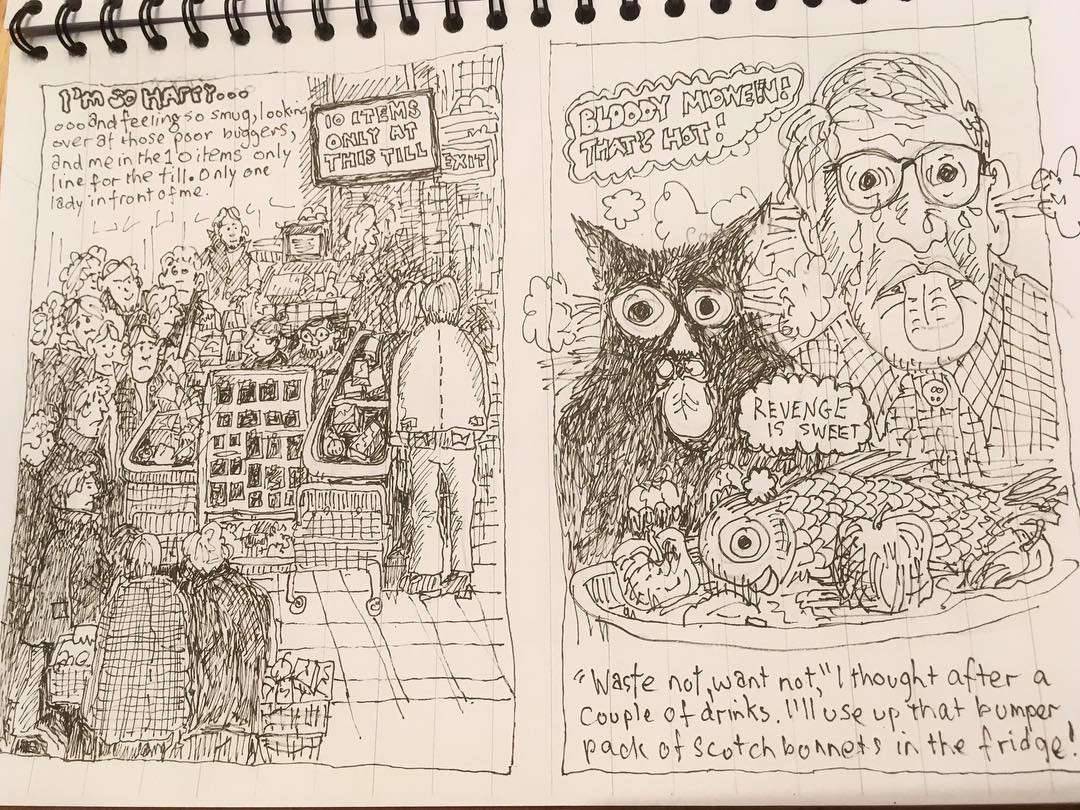 I'M SO HAPPY...
...and feeling so smug, looking
over at those poor buggers,
and me in the 10 items only
line for the till. Only one
lady in front of me.
10 ITEMS
ONLY AT
THIS TILL
EXIT
BLOODY MIOWE!N!
THAT'S HOT!
REVENGE
IS SWEET
"Waste not, want not," I thought after a
couple of drinks. I'll use up that bumper
pack of scotch bonnets in the fridge!